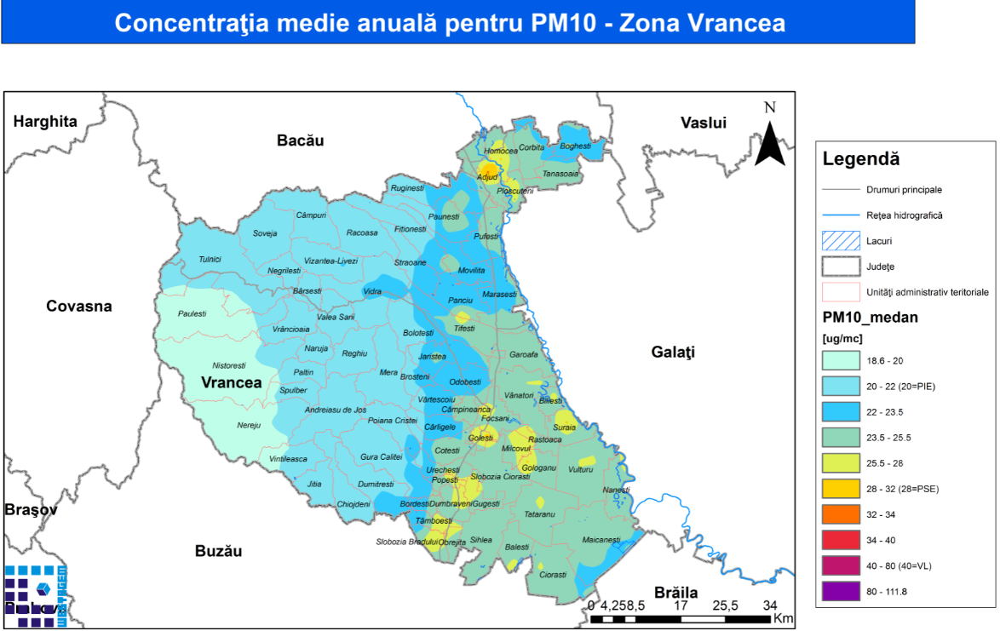 Concentraţia medie anuală pentru PM10 - Zona Vrancea
Harghita
Bacău
Vaslui
N
Covasna
Galaţi
Vrancea
Braşov
Buzău
Brăila
Prahova
WESTAGEM
Homocea
Corbita
Boghesti
Adjud
Tanasoaia
Ploscuteni
Ruginesti
Paunesti
Câmpuri
Soveja
Racoasa
Fitionesti
Pufesti
Tulnici
Vizantea-Livezi
Straoane
Negrilesti
Movilita
Bârsesti
Vidra
Marasesti
Panciu
Paulesti
Valea Sarii
Vrâncioaia
Tifesti
Bolotesti
Naruja
Reghiu
Jaristea
Garoafa
Nistoresti
Paltin
Mera
Brosteni
Odobesti
Spulber
Vânatori
Biliesti
Vârtescoiu
Andreiasu de Jos
Câmpineanca
Focsani
Poiana Cristei
Nereju
Cârligele
Suraia
Golesti
Rastoaca
Milcovul
Cotesti
Vintileasca
Gura Calitei
Gologanu
Vulturu
Urechesti
Popesti
Slobozia Ciorasti
Jitia
Dumitresti
Nanesti
Chiojdeni
Bordesti
Dumbraveni
Gugesti
Tataranu
Tâmboesti
Slobozia Bradului
Obrejita
Sihlea
Balesti
Maicanesti
Ciorasti
0 4,258,5 17 25,5 34
Km
Legendă
Drumuri principale
Reţea hidrografică
Lacuri
Judeţe
Unităţi administrativ teritoriale
PM10_medan
[ug/mc]
18.6 - 20
20 - 22 (20=PIE)
22 - 23.5
23.5 - 25.5
25.5 - 28
28 - 32 (28=PSE)
32 - 34
34 - 40
40 - 80 (40=VL)
80 - 111.8